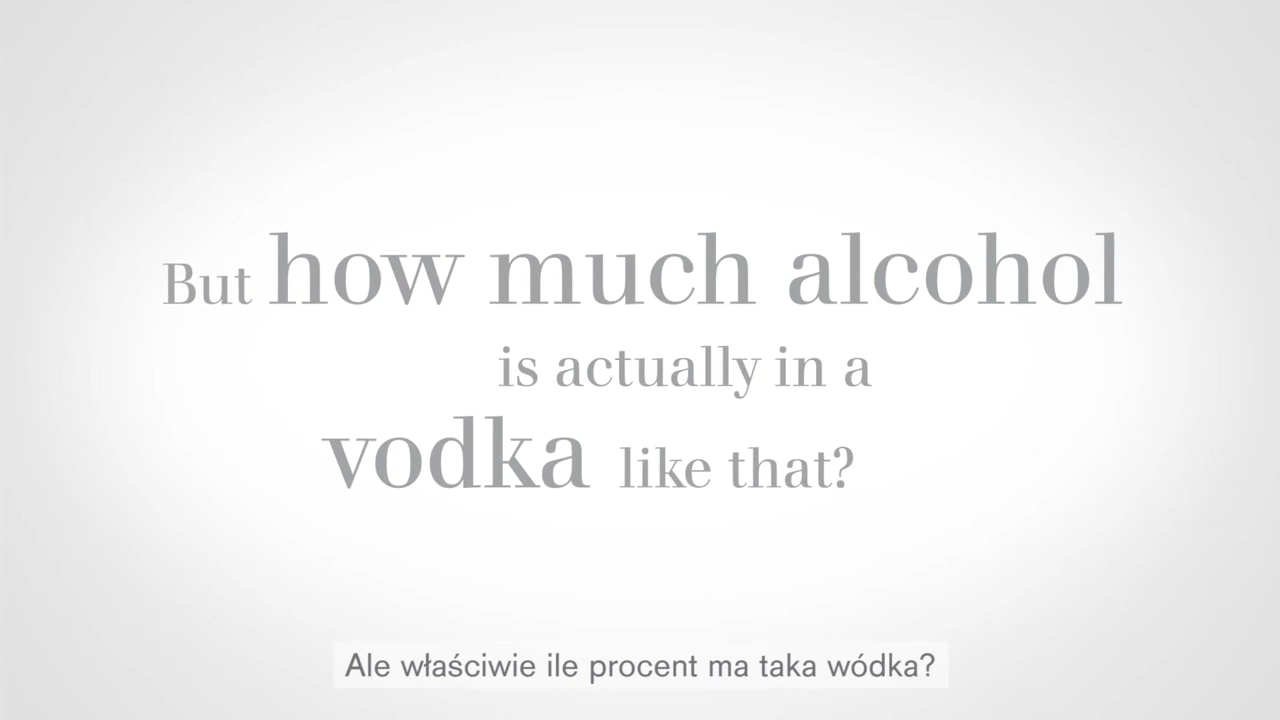 But how much alcohol
is actually in a
vodka like that?
Ale właściwie ile procent ma taka wódka?